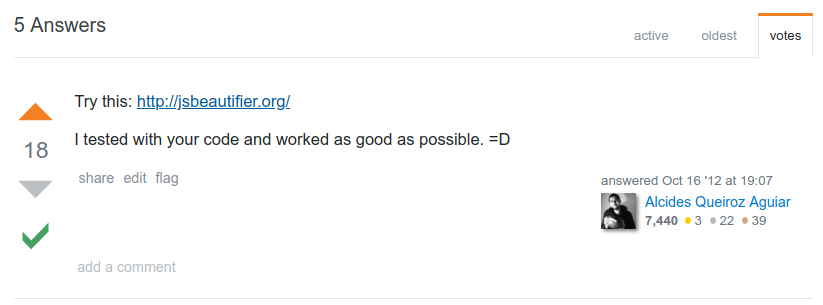 5 Answers
active oldest votes
Try this: http://jsbeautifier.org/
18
I tested with your code and worked as good as possible. =D
share edit flag
answered Oct 16 '12 at 19:07
Alcides Queiroz Aguiar
7,440 ● 3 ● 22 ● 39
add a comment